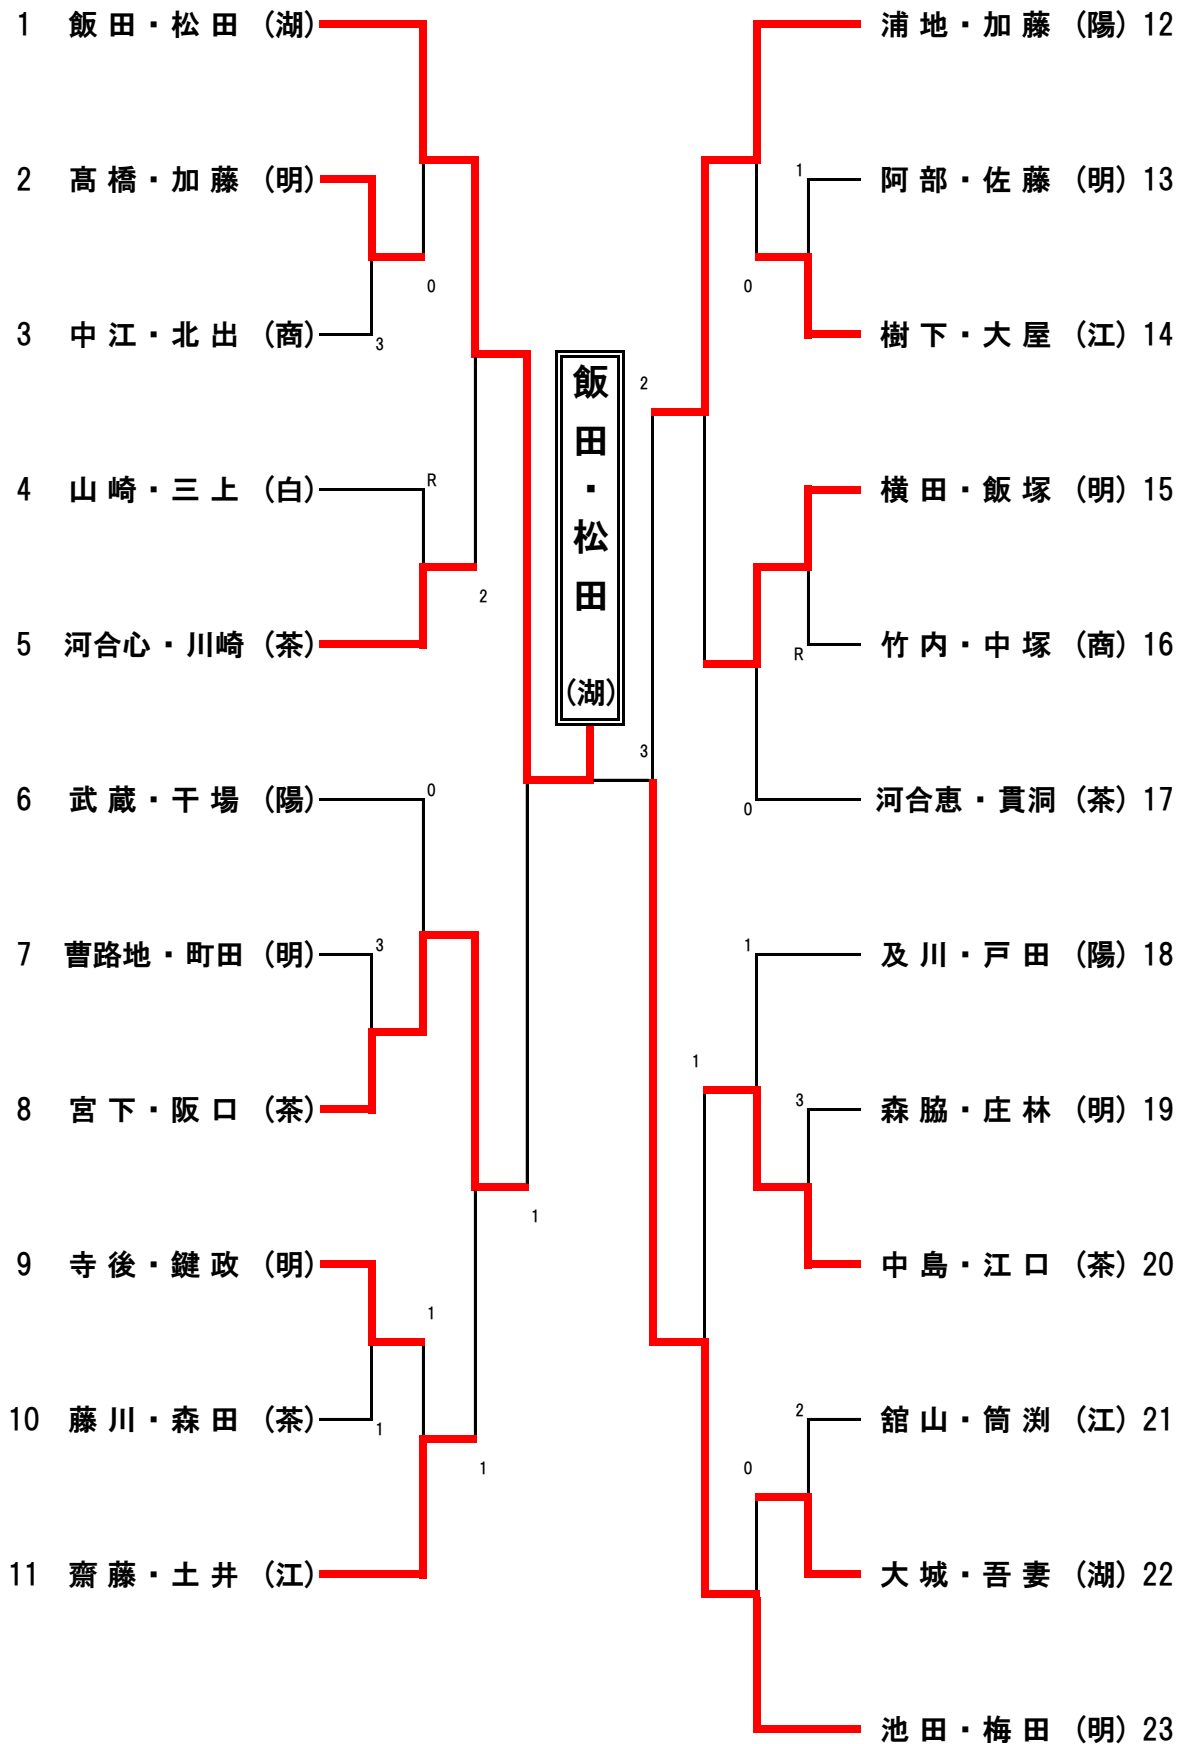 1 飯田・松田 (湖)
2 髙橋・加藤 (明)
0
3 中江・北出 (商)
3
4 山崎・三上 (白)
R
2
5 河合心・川崎 (茶)
6 武蔵・干場 (陽)
0
7 曹路地・町田 (明)
3
8 宮下・阪口 (茶)
1
9 寺後・鍵政 (明)
1
10 藤川・森田 (茶)
1
1
11 齋藤・土井 (江)
飯田・松田
(湖)
3
浦地・加藤 (陽) 12
1
阿部・佐藤 (明) 13
0
樹下・大屋 (江) 14
2
横田・飯塚 (明) 15
R
竹内・中塚 (商) 16
0
河合恵・貫洞 (茶) 17
1
及川・戸田 (陽) 18
1
3
森脇・庄林 (明) 19
中島・江口 (茶) 20
2
舘山・筒渕 (江) 21
0
大城・吾妻 (湖) 22
池田・梅田 (明) 23